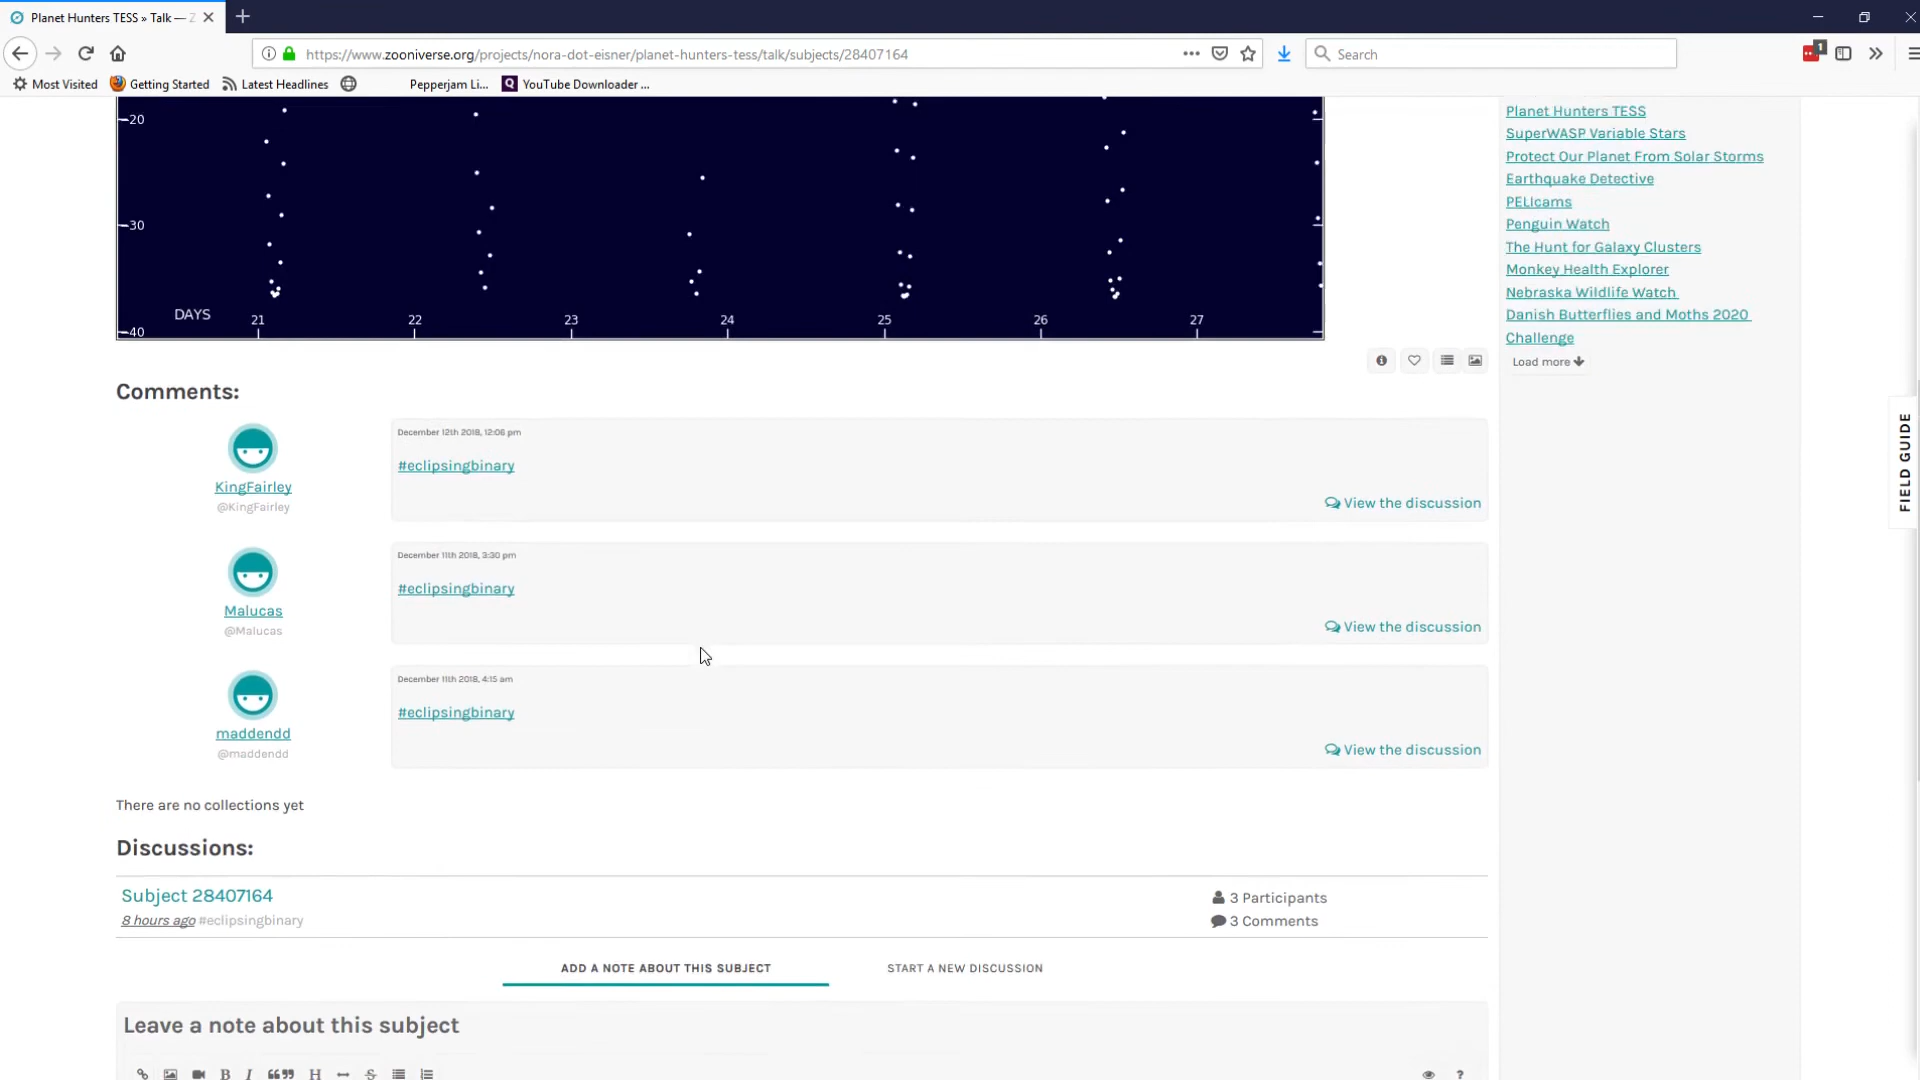 Planet Hunters TESS » Talk — Z
https://www.zooniverse.org/projects/nora-dot-eisner/planet-hunters-tess/talk/subjects/28407164
Search
1
Most Visited
Getting Started
Latest Headlines
Pepperjam Li...
YouTube Downloader ...
-20
-30
-40
DAYS
21
22
23
24
25
26
27
Planet Hunters TESS
SuperWASP Variable Stars
Protect Our Planet From Solar Storms
Earthquake Detective
PELIcams
Penguin Watch
The Hunt for Galaxy Clusters
Monkey Health Explorer
Nebraska Wildlife Watch
Danish Butterflies and Moths 2020
Challenge
Load more
FIELD GUIDE
Comments:
KingFairley
@KingFairley
December 12th 2018, 12:06 pm
#eclipsingbinary
View the discussion
Malucas
@Malucas
December 11th 2018, 3:30 pm
#eclipsingbinary
View the discussion
maddendd
@maddendd
December 11th 2018, 4:15 am
#eclipsingbinary
View the discussion
There are no collections yet
Discussions:
Subject 28407164
8 hours ago #eclipsingbinary
3 Participants
3 Comments
ADD A NOTE ABOUT THIS SUBJECT
START A NEW DISCUSSION
Leave a note about this subject
B I H S
?